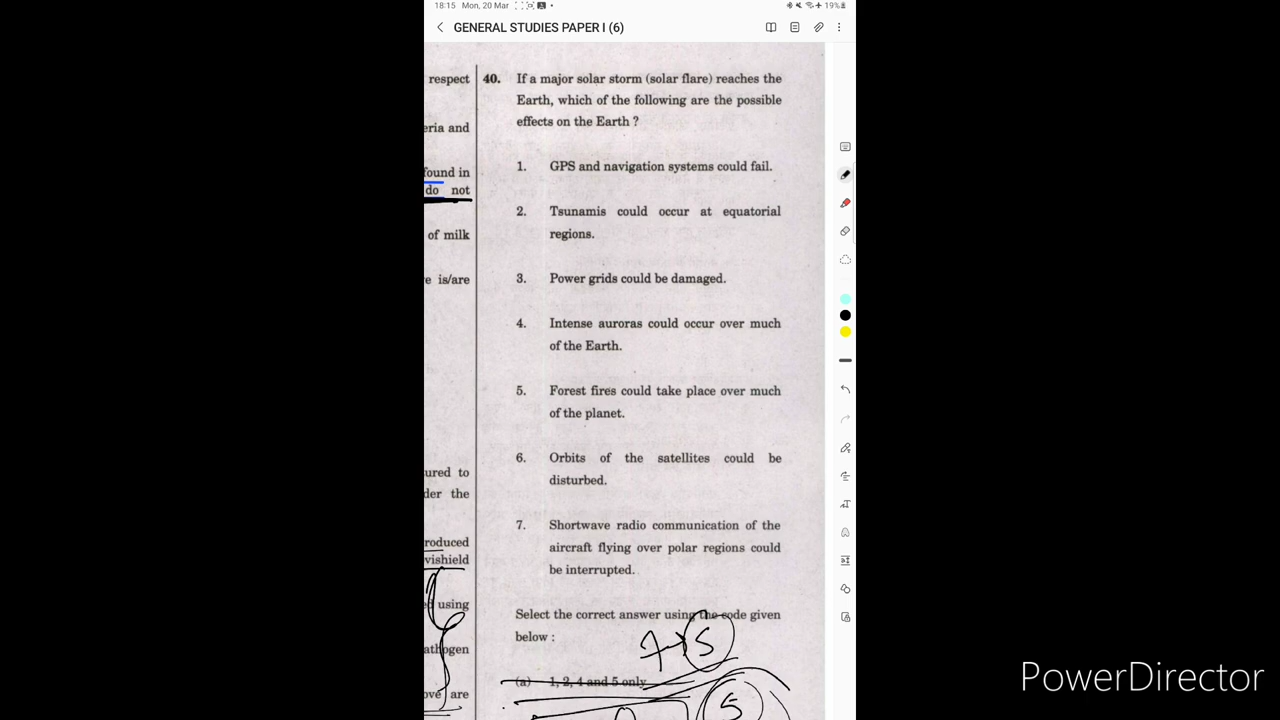 18:15 Mon, 20 Mar
19%
GENERAL STUDIES PAPER I (6)
respect
eria and
found in
do not
of milk
e is/are
ured to
der the
roduced
vishield
using
athogen
ove are
40. If a major solar storm (solar flare) reaches the
Earth, which of the following are the possible
effects on the Earth ?
1. GPS and navigation systems could fail.
2. Tsunamis could occur at equatorial
regions.
3. Power grids could be damaged.
4. Intense auroras could occur over much
of the Earth.
5. Forest fires could take place over much
of the planet.
6. Orbits of the satellites could be
disturbed.
7. Shortwave radio communication of the
aircraft flying over polar regions could
be interrupted.
Select the correct answer using the code given
below :
5
(a) 1, 2, 4 and 5 only
5
PowerDirector